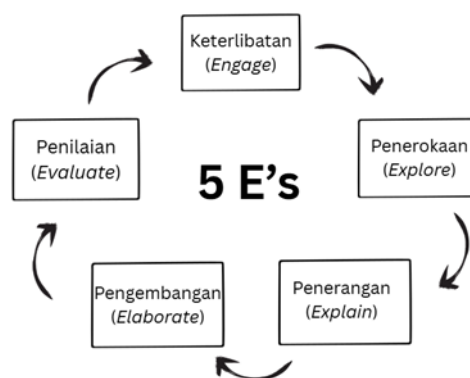 Keterlibatan
(Engage)
Penerokaan
(Explore)
Penerangan
(Explain)
Pengembangan
(Elaborate)
Penilaian
(Evaluate)
5 E’s